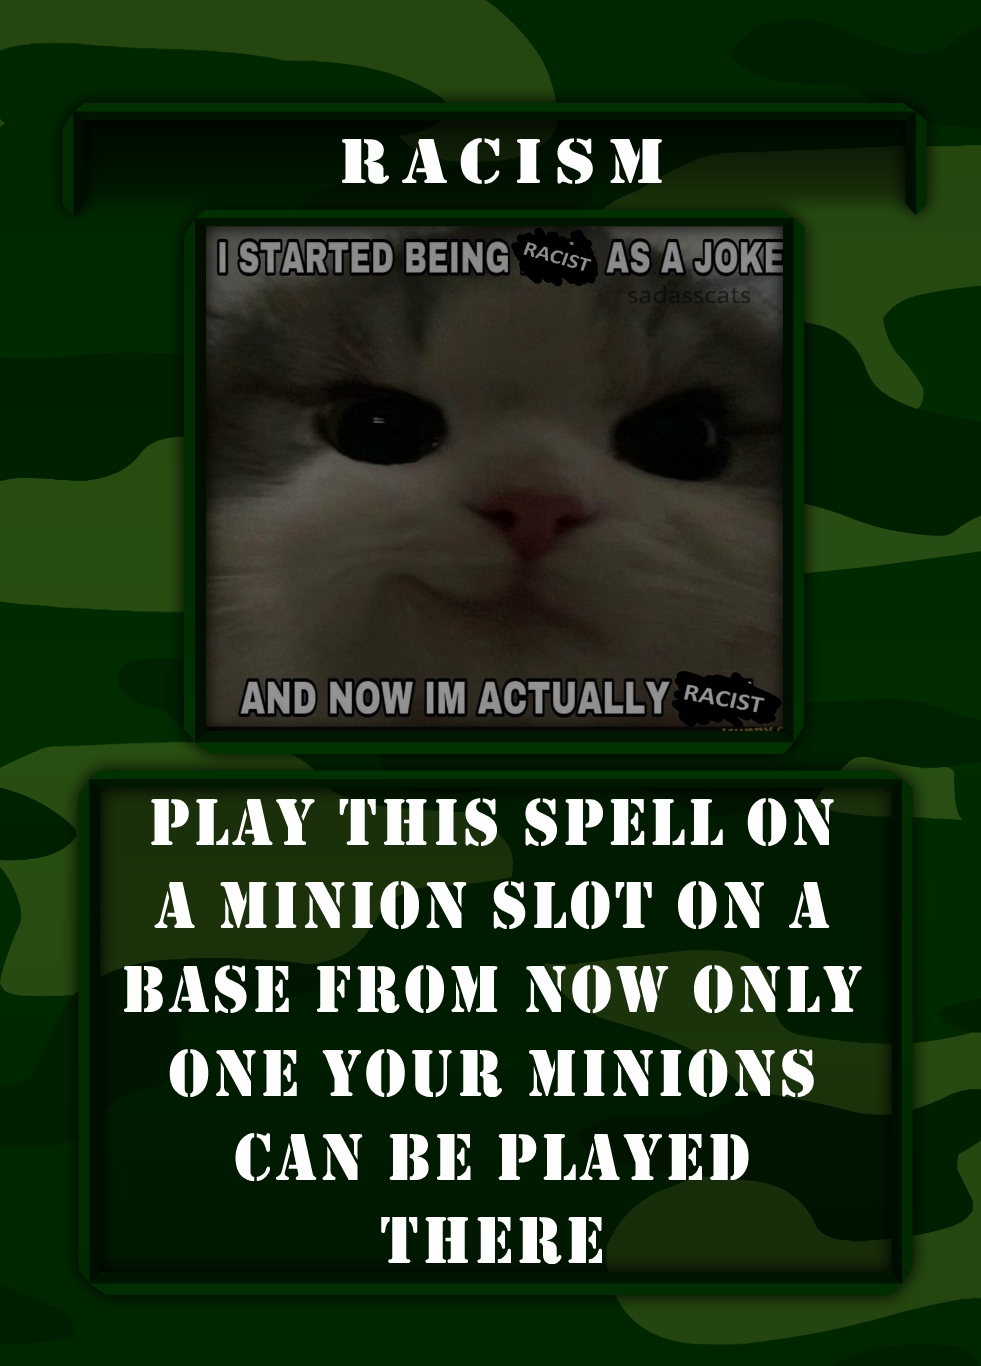 RACISM
I STARTED BEING RACIST AS A JOKE
sadasscats
AND NOW IM ACTUALLY RACIST
PLAY THIS SPELL ON
A MINION SLOT ON A
BASE FROM NOW ONLY
ONE YOUR MINIONS
CAN BE PLAYED
THERE